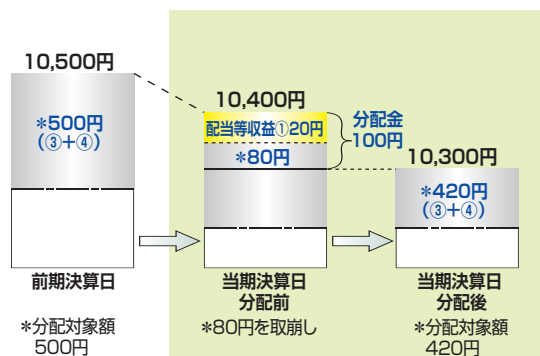 10,500円
*500円
(③+④)
前期決算日
*分配対象額
500円
10,400円
配当等収益①20円
*80円
分配金
100円
当期決算日
分配前
*80円を取崩し
10,300円
*420円
(③+④)
当期決算日
分配後
*分配対象額
420円